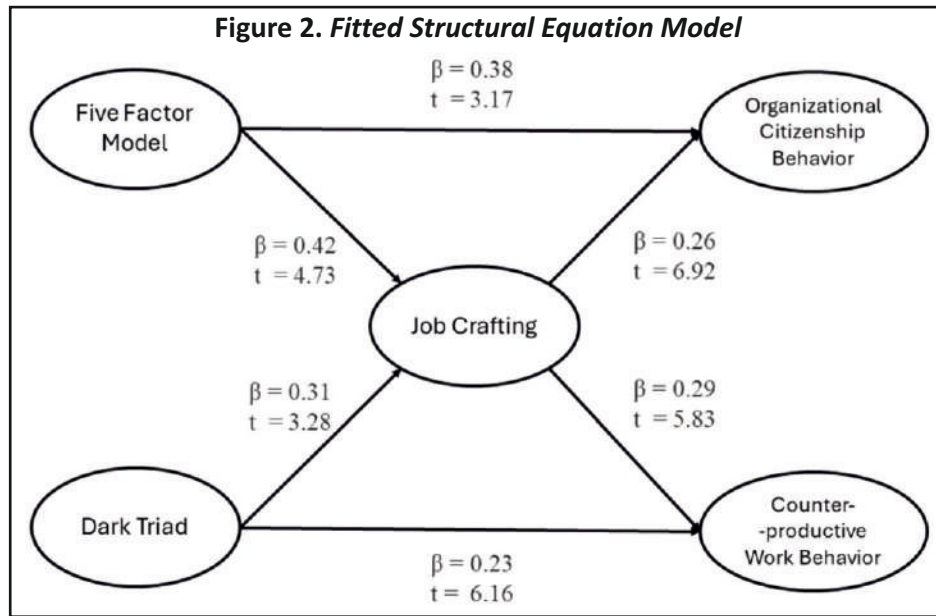 Figure 2. Fitted Structural Equation Model
β = 0.38
t = 3.17
Five Factor
Model
Organizational
Citizenship
Behavior
β = 0.42
t = 4.73
β = 0.26
t = 6.92
Job Crafting
β = 0.31
t = 3.28
β = 0.29
t = 5.83
Dark Triad
Counter-
-productive
Work Behavior
β = 0.23
t = 6.16